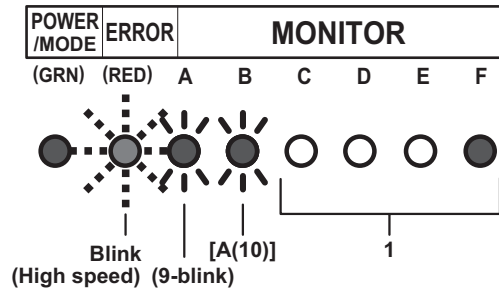 POWER /MODE ERROR MONITOR
(GRN) (RED) A B C D E F
Blink (High speed)
(9-blink)
[A(10)]
1